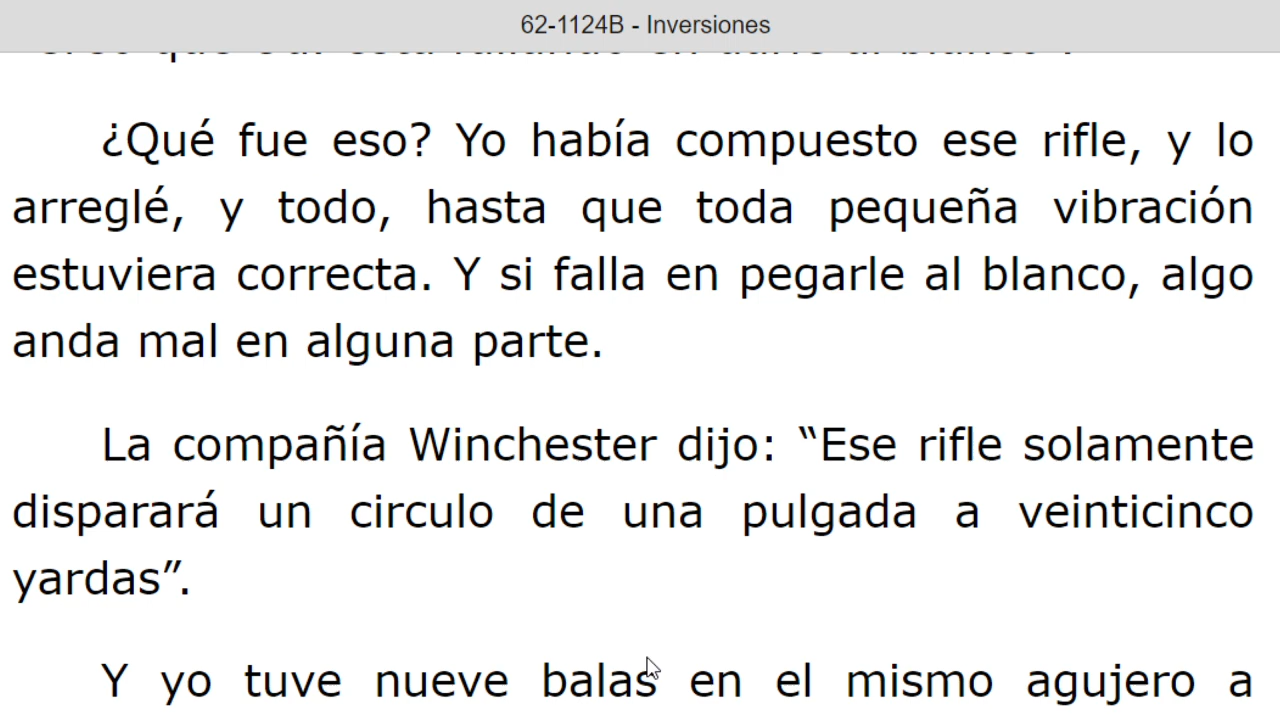 62-1124B - Inversiones
¿Qué fue eso? Yo había compuesto ese rifle, y lo
arreglé, y todo, hasta que toda pequeña vibración
estuviera correcta. Y si falla en pegarle al blanco, algo
anda mal en alguna parte.
La compañía Winchester dijo: “Ese rifle solamente
disparará un circulo de una pulgada a veinticinco
yardas”.
Y yo tuve nueve balas en el mismo agujero a